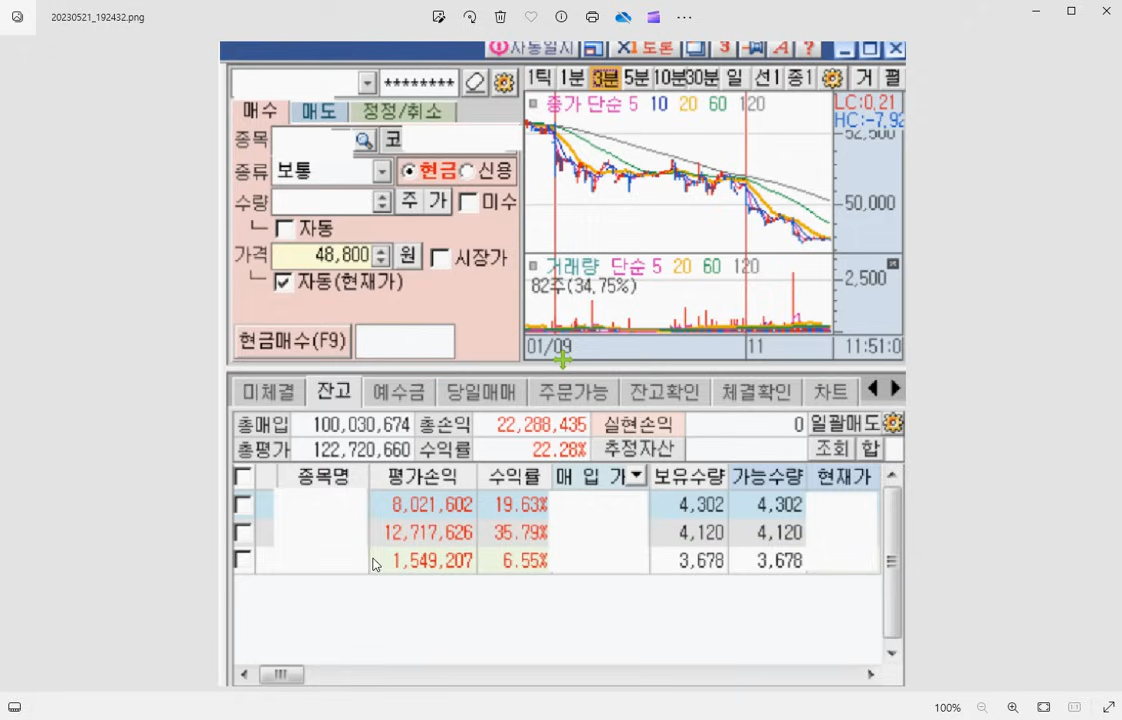 20230521_192432.png
자동일지 X1 토론 3 A ?
******** 1틱 1분 3분 5분 10분 30분 일 선1 종1 거 펼
매수 매도 정정/취소
종가 단순 5 10 20 60 120
LC:0,21
HC:-7,92
52,500
종목 코
종류 보통 현금 신용
수량 주 가 미수
50,000
자동
가격 48,800 원 시장가
거래량 단순 5 20 60 120
자동(현재가)
82주(34,75%)
2,500
현금매수(F9)
01/09 11 11:51:0
미체결 잔고 예수금 당일매매 주문가능 잔고확인 체결확인 차트
총매입 100,030,674 총손익 22,288,435 실현손익 0 일괄매도
총평가 122,720,660 수익률 22.28% 추정자산 조회 합
종목명 평가손익 수익률 매 입 가 보유수량 가능수량 현재가
8,021,602 19.63% 4,302 4,302
12,717,626 35.79% 4,120 4,120
1,549,207 6.55% 3,678 3,678
100%